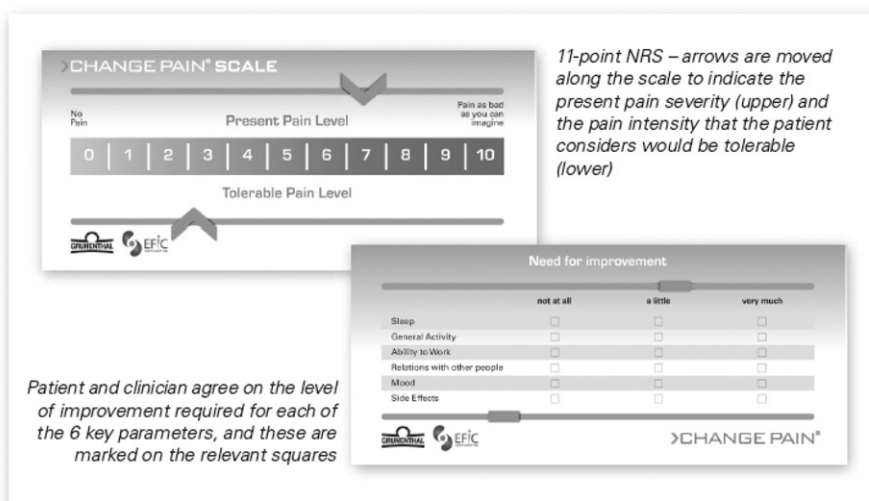 >CHANGE PAIN® SCALE
No
Pain
Present Pain Level
Pain as bad
as you can
imagine
0 1 2 3 4 5 6 7 8 9 10
Tolerable Pain Level
GRÜNENTHAL EFIC
11-point NRS – arrows are moved
along the scale to indicate the
present pain severity (upper) and
the pain intensity that the patient
considers would be tolerable
(lower)
Need for improvement
not at all a little very much
Sleep
General Activity
Ability to Work
Relations with other people
Mood
Side Effects
GRÜNENTHAL EFIC
>CHANGE PAIN®
Patient and clinician agree on the level
of improvement required for each of
the 6 key parameters, and these are
marked on the relevant squares